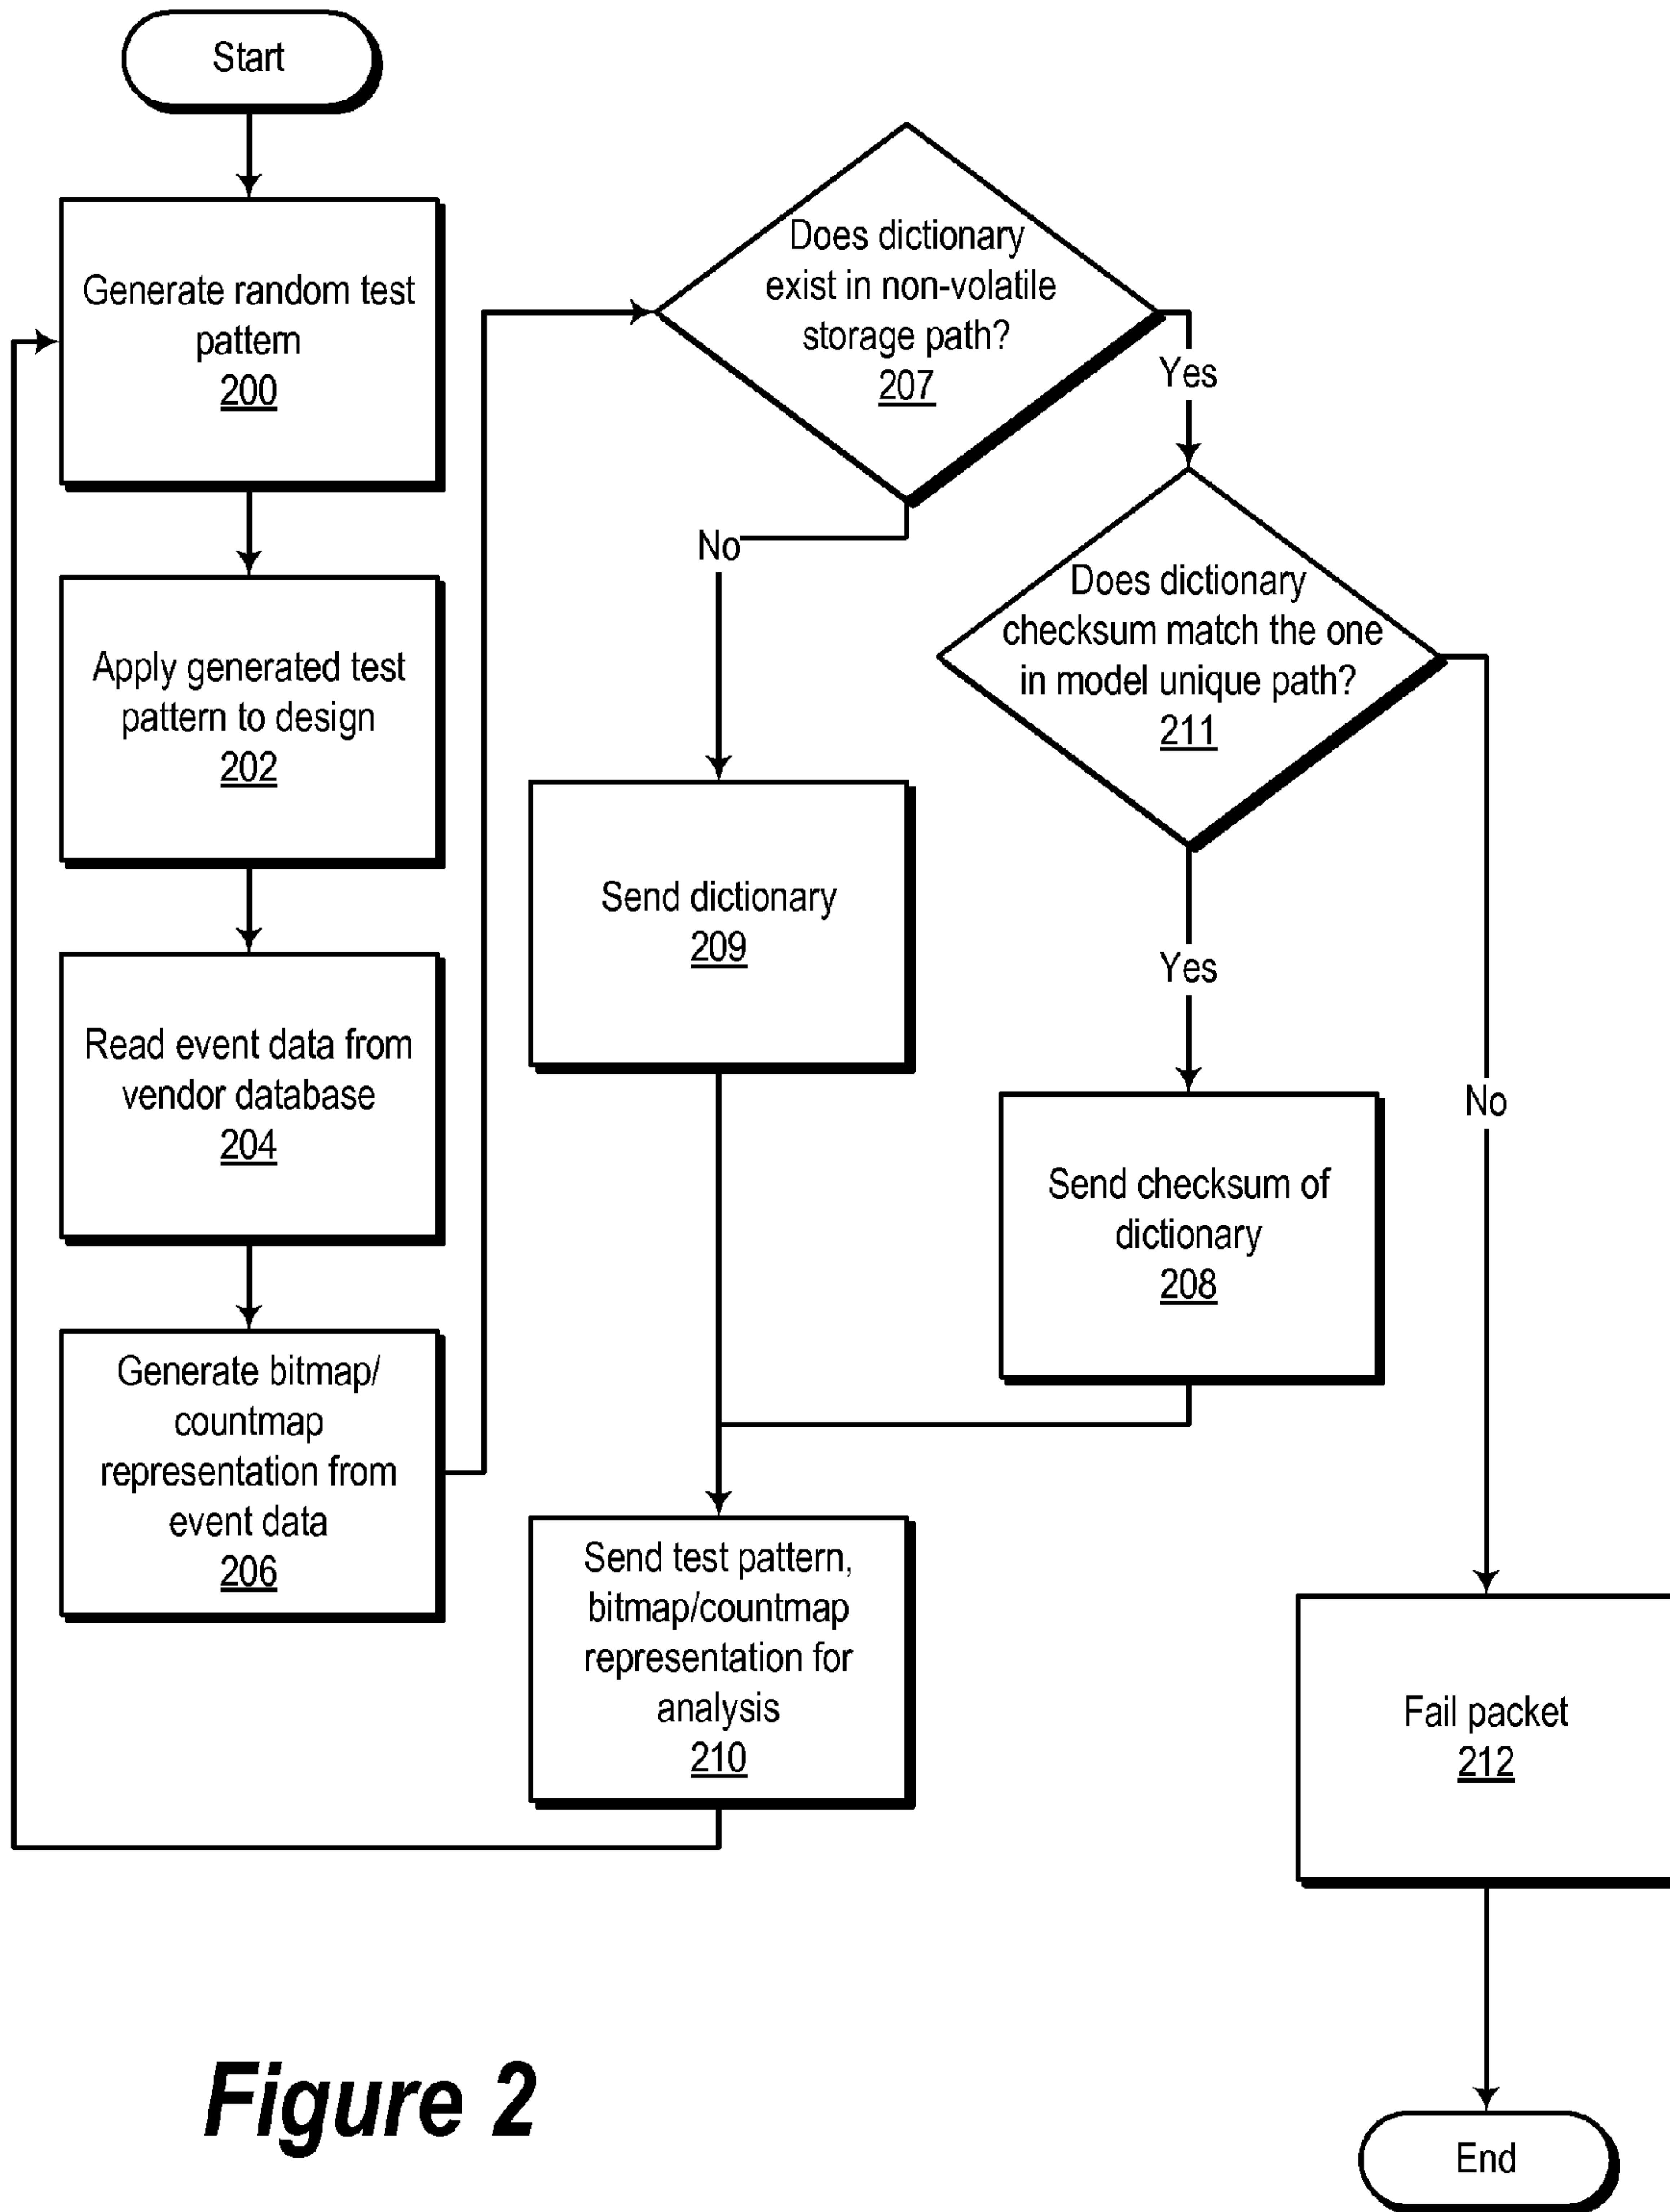 Start
Generate random test
pattern
200
Apply generated test
pattern to design
202
Read event data from
vendor database
204
Generate bitmap/
countmap
representation from
event data
206
Does dictionary
exist in non-volatile
storage path?
207
Yes
No
Does dictionary
checksum match the one
in model unique path?
211
Yes
No
Send dictionary
209
Send checksum of
dictionary
208
Send test pattern,
bitmap/countmap
representation for
analysis
210
Fail packet
212
End
Figure 2